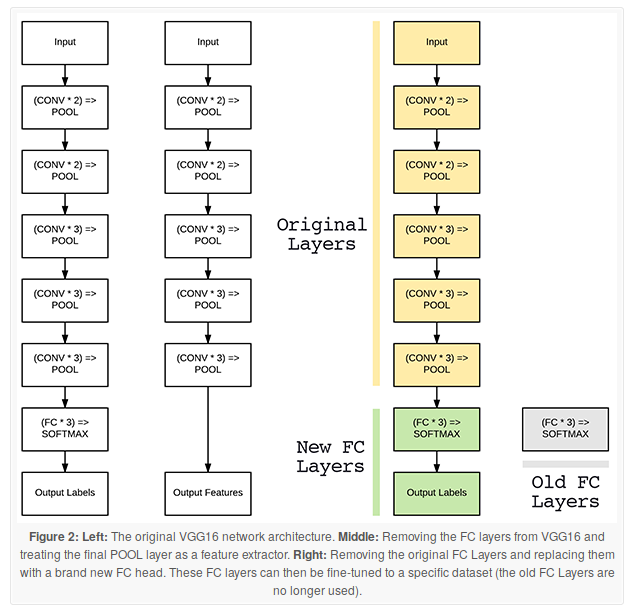 Input
(CONV * 2) =>
POOL
(CONV * 2) =>
POOL
(CONV * 3) =>
POOL
(CONV * 3) =>
POOL
(CONV * 3) =>
POOL
(FC * 3) =>
SOFTMAX
Output Labels
Input
(CONV * 2) =>
POOL
(CONV * 2) =>
POOL
(CONV * 3) =>
POOL
(CONV * 3) =>
POOL
(CONV * 3) =>
POOL
Output Features
Original
Layers
New FC
Layers
Input
(CONV * 2) =>
POOL
(CONV * 2) =>
POOL
(CONV * 3) =>
POOL
(CONV * 3) =>
POOL
(CONV * 3) =>
POOL
(FC * 3) =>
SOFTMAX
Output Labels
(FC * 3) =>
SOFTMAX
Old FC
Layers
Figure 2: Left: The original VGG16 network architecture. Middle: Removing the FC layers from VGG16 and
treating the final POOL layer as a feature extractor. Right: Removing the original FC Layers and replacing them
with a brand new FC head. These FC layers can then be fine-tuned to a specific dataset (the old FC Layers are
no longer used).